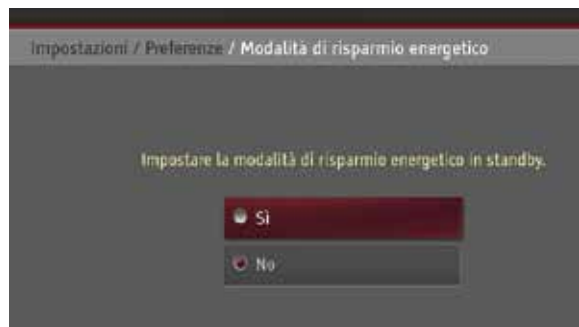 Impostazioni / Preferenze / Modalità di risparmio energetico
Impostare la modalità di risparmio energetico in standby.
Sì
No